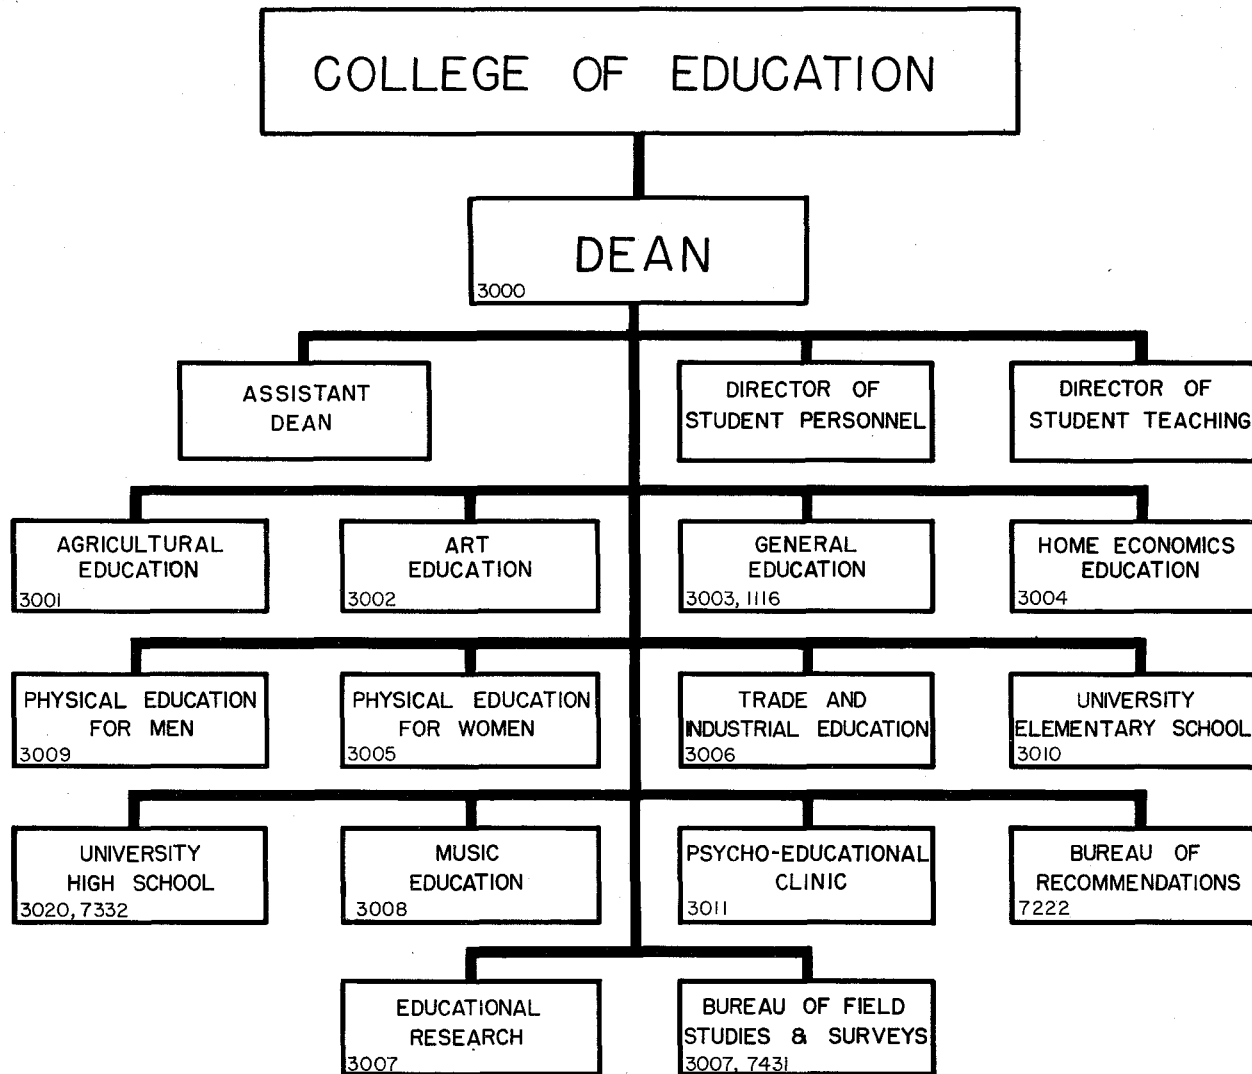 COLLEGE OF EDUCATION
DEAN
3000
ASSISTANT
DEAN
DIRECTOR OF
STUDENT PERSONNEL
DIRECTOR OF
STUDENT TEACHING
AGRICULTURAL
EDUCATION
3001
ART
EDUCATION
3002
GENERAL
EDUCATION
3003, 1116
HOME ECONOMICS
EDUCATION
3004
PHYSICAL EDUCATION
FOR MEN
3009
PHYSICAL EDUCATION
FOR WOMEN
3005
TRADE AND
INDUSTRIAL EDUCATION
3006
UNIVERSITY
ELEMENTARY SCHOOL
3010
UNIVERSITY
HIGH SCHOOL
3020, 7332
MUSIC
EDUCATION
3008
PSYCHO-EDUCATIONAL
CLINIC
3011
BUREAU OF
RECOMMENDATIONS
7222
EDUCATIONAL
RESEARCH
3007
BUREAU OF FIELD
STUDIES & SURVEYS
3007, 7431